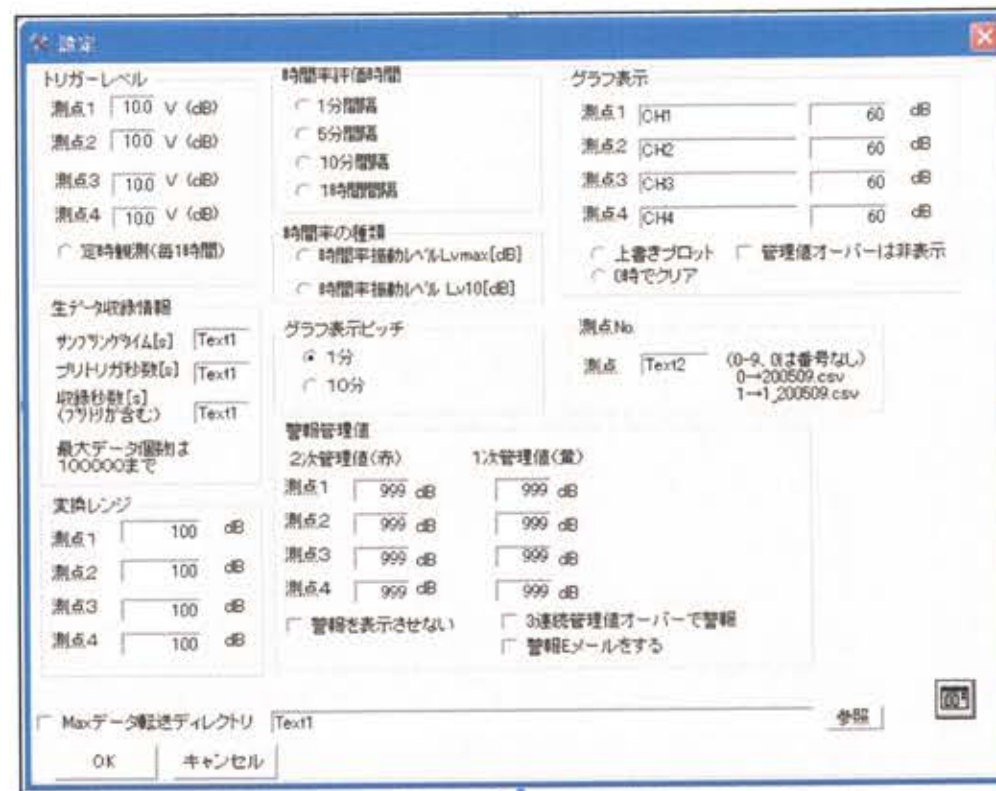 設定
トリガーレベル
測点1 10.0 V (dB)
測点2 10.0 V (dB)
測点3 10.0 V (dB)
測点4 10.0 V (dB)
定時観測(毎1時間)
生データ収録情報
サンプリングタイム[s] Text1
プリトリガ秒数[s] Text1
収録秒数[s]
(プリトリガ含む) Text1
最大データ個数は
100000まで
変換レンジ
測点1 100 dB
測点2 100 dB
測点3 100 dB
測点4 100 dB
時間率評価時間
1分間隔
5分間隔
10分間隔
1時間間隔
時間率の種類
時間率振動レベルLvmax[dB]
時間率振動レベル Lv10[dB]
グラフ表示ピッチ
1分
10分
警報管理値
2次管理値(赤) 1次管理値(黄)
測点1 999 dB 999 dB
測点2 999 dB 999 dB
測点3 999 dB 999 dB
測点4 999 dB 999 dB
警報を表示させない
3連続管理値オーバーで警報
警報Eメールをする
グラフ表示
測点1 CH1 60 dB
測点2 CH2 60 dB
測点3 CH3 60 dB
測点4 CH4 60 dB
上書きプロット 管理値オーバーは非表示
0時でクリア
測点No.
測点 Text2 (0-9、0は番号なし)
0→200509.csv
1→1_200509.csv
Maxデータ転送ディレクトリ Text1 参照
OK キャンセル